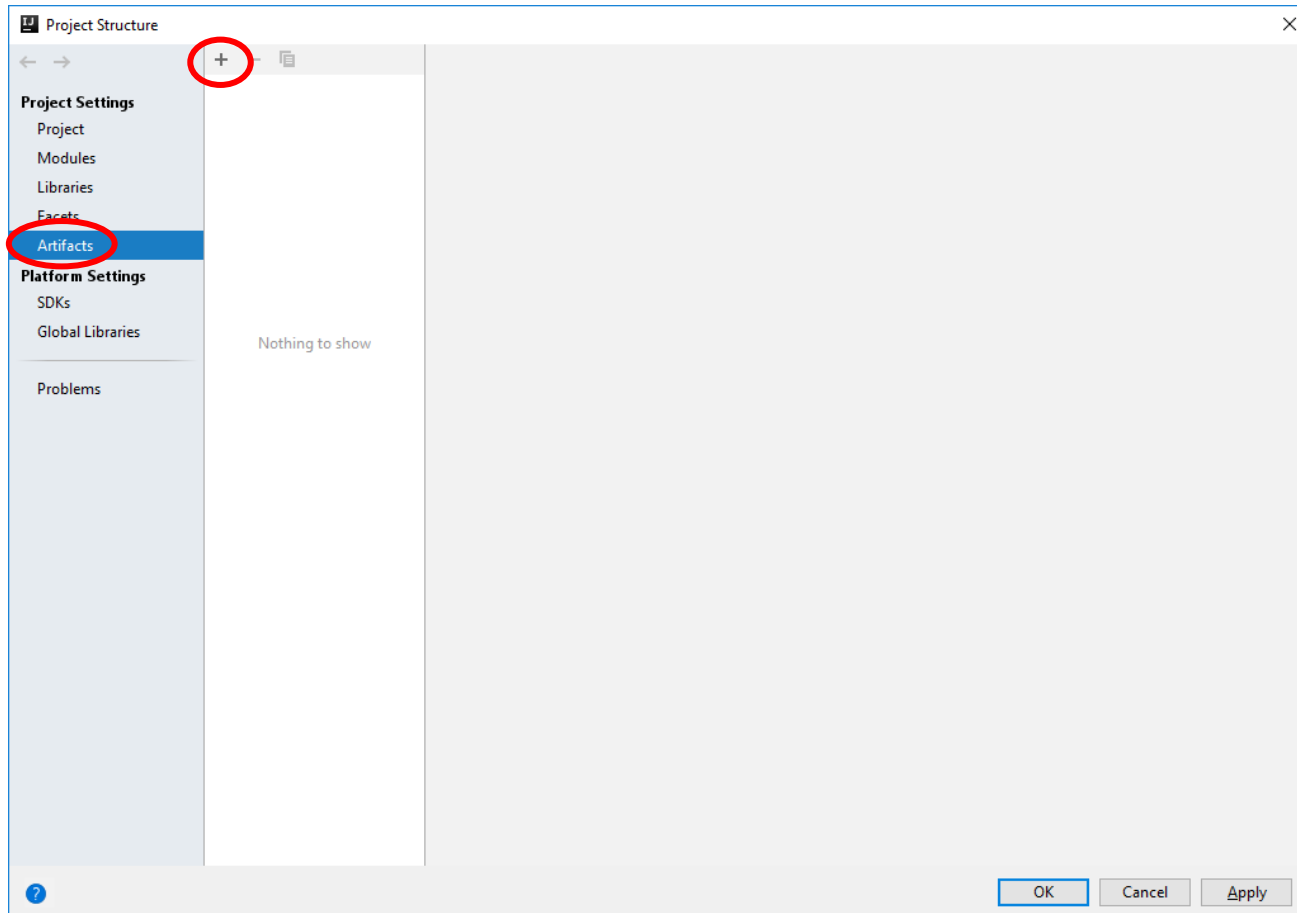 IJ Project Structure
Project Settings
Project
Modules
Libraries
Facets
Artifacts
Platform Settings
SDKs
Global Libraries
Problems
Nothing to show
?
OK Cancel Apply